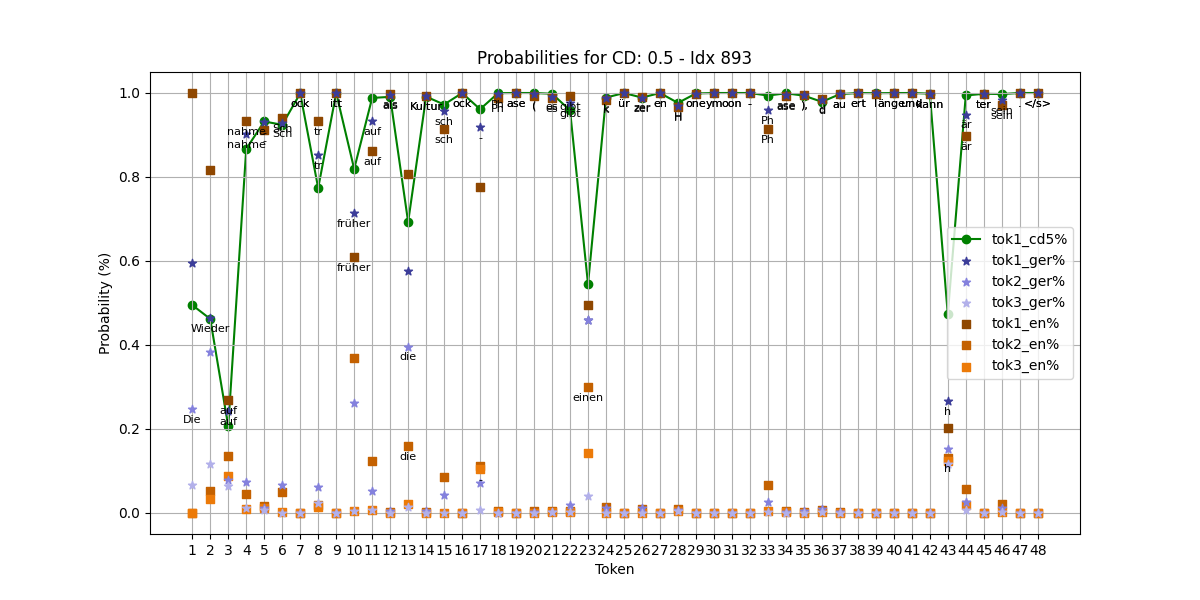 Probabilities for CD: 0.5 - Idx 893
Probability (%)
1.0
0.8
0.6
0.4
0.2
0.0
Die
Wieder
auf
auf
nahme
nahme
-
Sch
sch
ock
tr
tr
itt
früher
früher
auf
auf
als
die
die
Kultur
sch
sch
ock
-
Ph
ase
(
es
gibt
gibt
einen
k
ür
zer
en
H
oneymoon
-
Ph
Ph
ase
),
d
au
ert
länger
und
kann
h
h
är
är
ter
sein
sein
.
</s>
tok1_cd5%
tok1_ger%
tok2_ger%
tok3_ger%
tok1_en%
tok2_en%
tok3_en%
1 2 3 4 5 6 7 8 9 10 11 12 13 14 15 16 17 18 19 20 21 22 23 24 25 26 27 28 29 30 31 32 33 34 35 36 37 38 39 40 41 42 43 44 45 46 47 48
Token